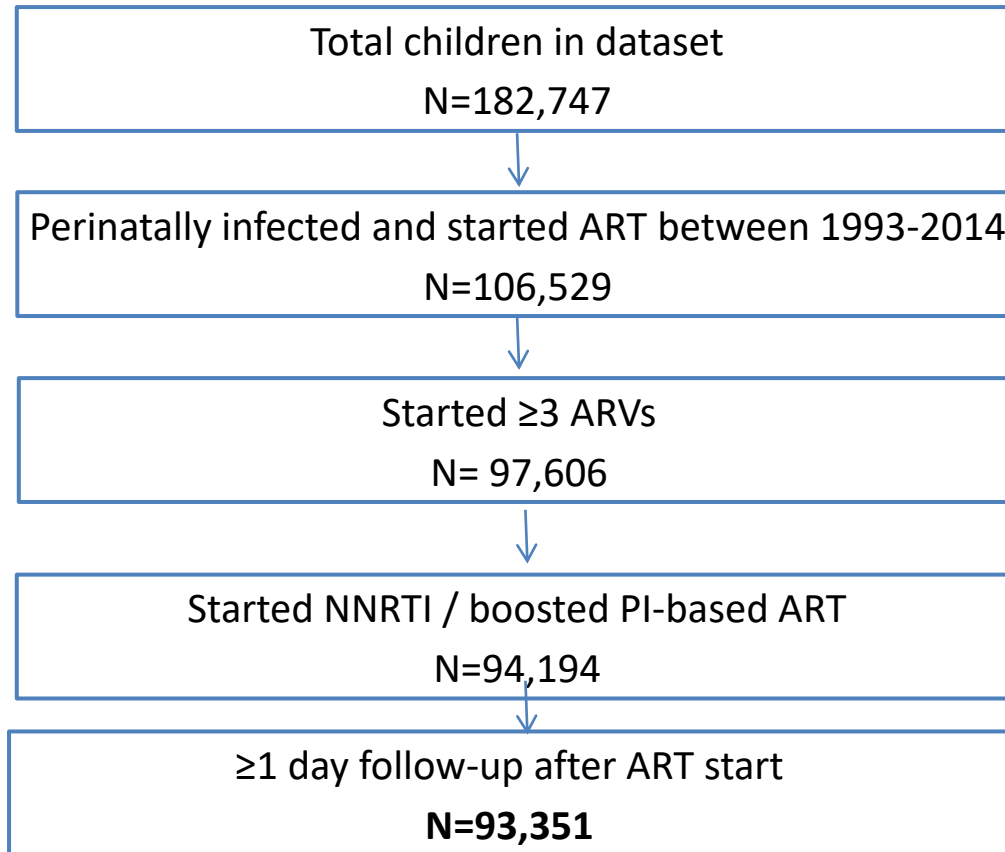 Total children in dataset
N=182,747
Perinatally infected and started ART between 1993-2014
N=106,529
Started ≥3 ARVs
N= 97,606
Started NNRTI / boosted PI-based ART
N=94,194
≥1 day follow-up after ART start
N=93,351